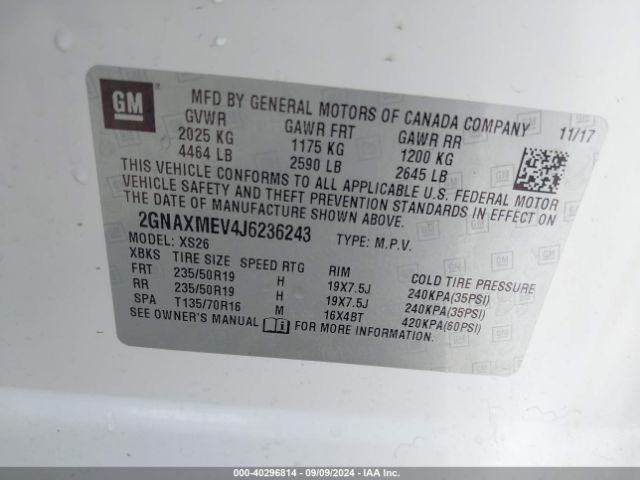 GM
MFD BY GENERAL MOTORS OF CANADA COMPANY 11/17
GVWR GAWR FRT GAWR RR
2025 KG 1175 KG 1200 KG
4464 LB 2590 LB 2645 LB
THIS VEHICLE CONFORMS TO ALL APPLICABLE U.S. FEDERAL MOTOR
VEHICLE SAFETY AND THEFT PREVENTION STANDARDS IN EFFECT ON
THE DATE OF MANUFACTURE SHOWN ABOVE.
2GNAXMEV4J6236243 TYPE: M.P.V.
MODEL: XS26
XBKS TIRE SIZE SPEED RTG RIM COLD TIRE PRESSURE
FRT 235/50R19 H 19X7.5J 240KPA(35PSI)
RR 235/50R19 H 19X7.5J 240KPA(35PSI)
SPA T135/70R16 M 16X4BT 420KPA(60PSI)
SEE OWNER'S MANUAL FOR MORE INFORMATION.
000-40296814 - 09/09/2024 - IAA Inc.